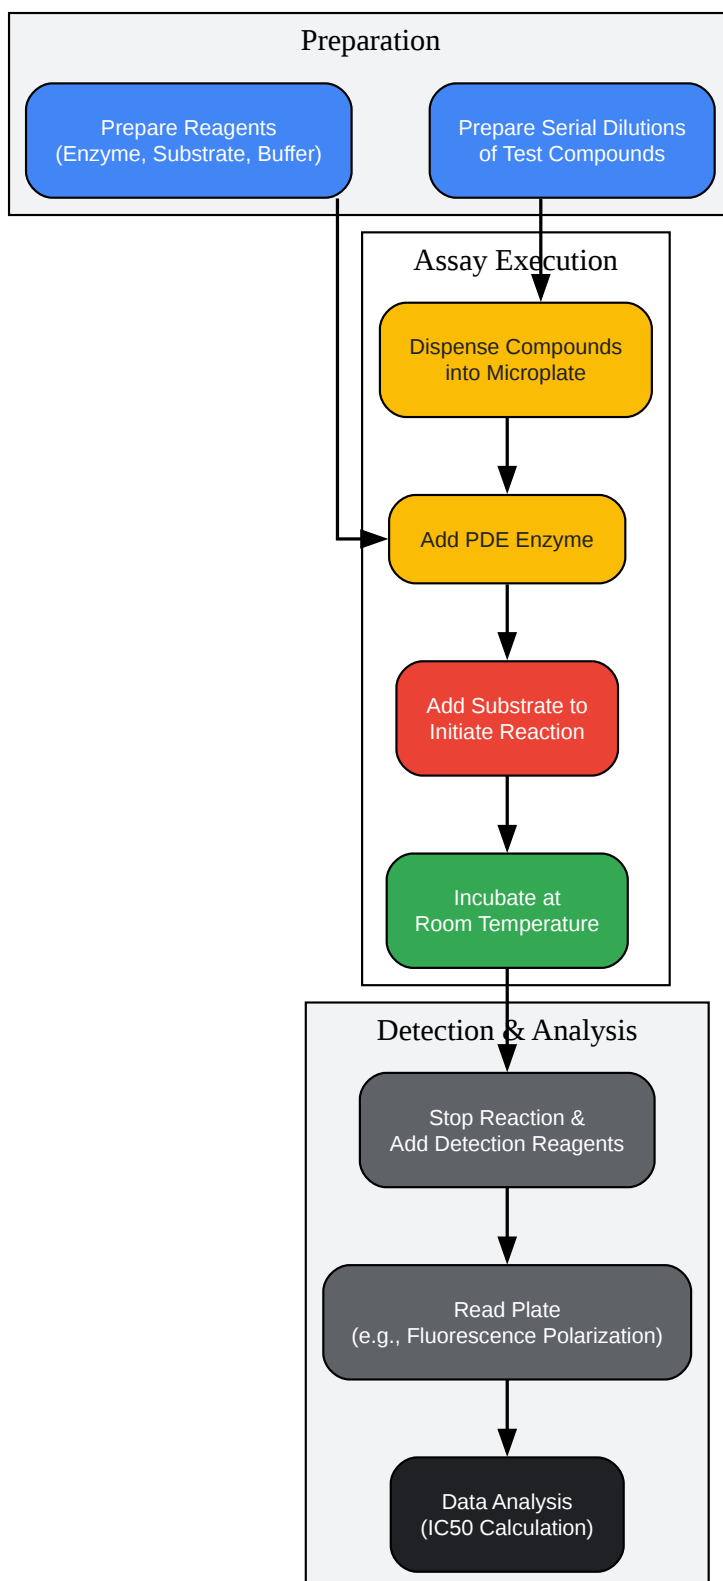 Preparation
Prepare Reagents
(Enzyme, Substrate, Buffer)
Prepare Serial Dilutions
of Test Compounds
Assay Execution
Dispense Compounds
into Microplate
Add PDE Enzyme
Add Substrate to
Initiate Reaction
Incubate at
Room Temperature
Detection & Analysis
Stop Reaction &
Add Detection Reagents
Read Plate
(e.g., Fluorescence Polarization)
Data Analysis
(IC50 Calculation)